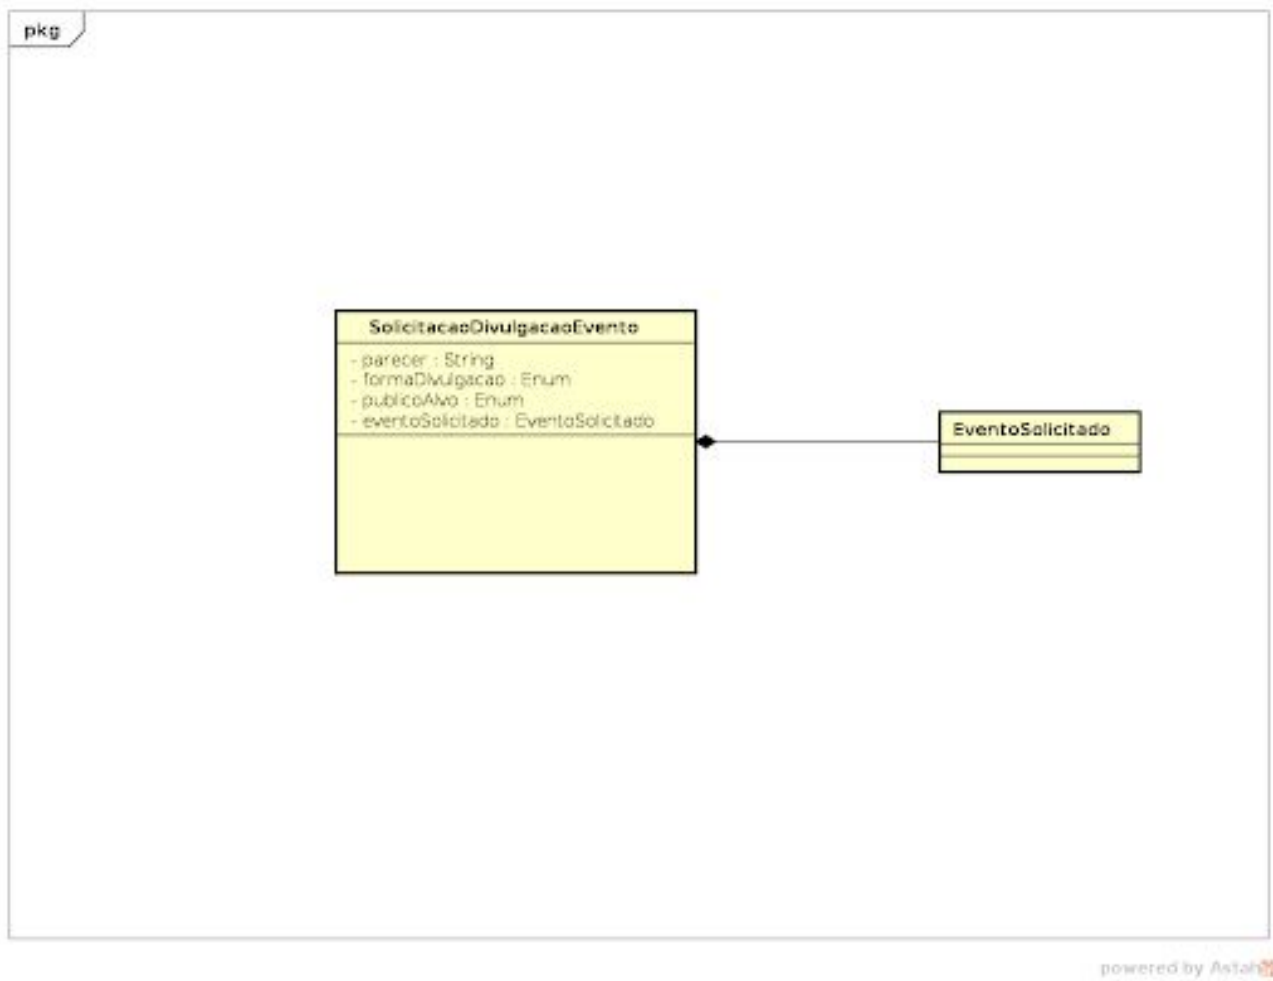 pkg
SolicitacaoDivulgacaoEvento
- parecer : String
- formaDivulgacao : Enum
- publicoAlvo : Enum
- eventoSolicitado : EventoSolicitado
EventoSolicitado
powered by Astah